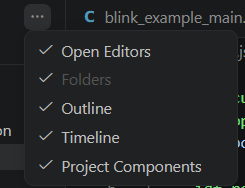 C blink_example_main.
Open Editors
Folders
Outline
Timeline
Project Components